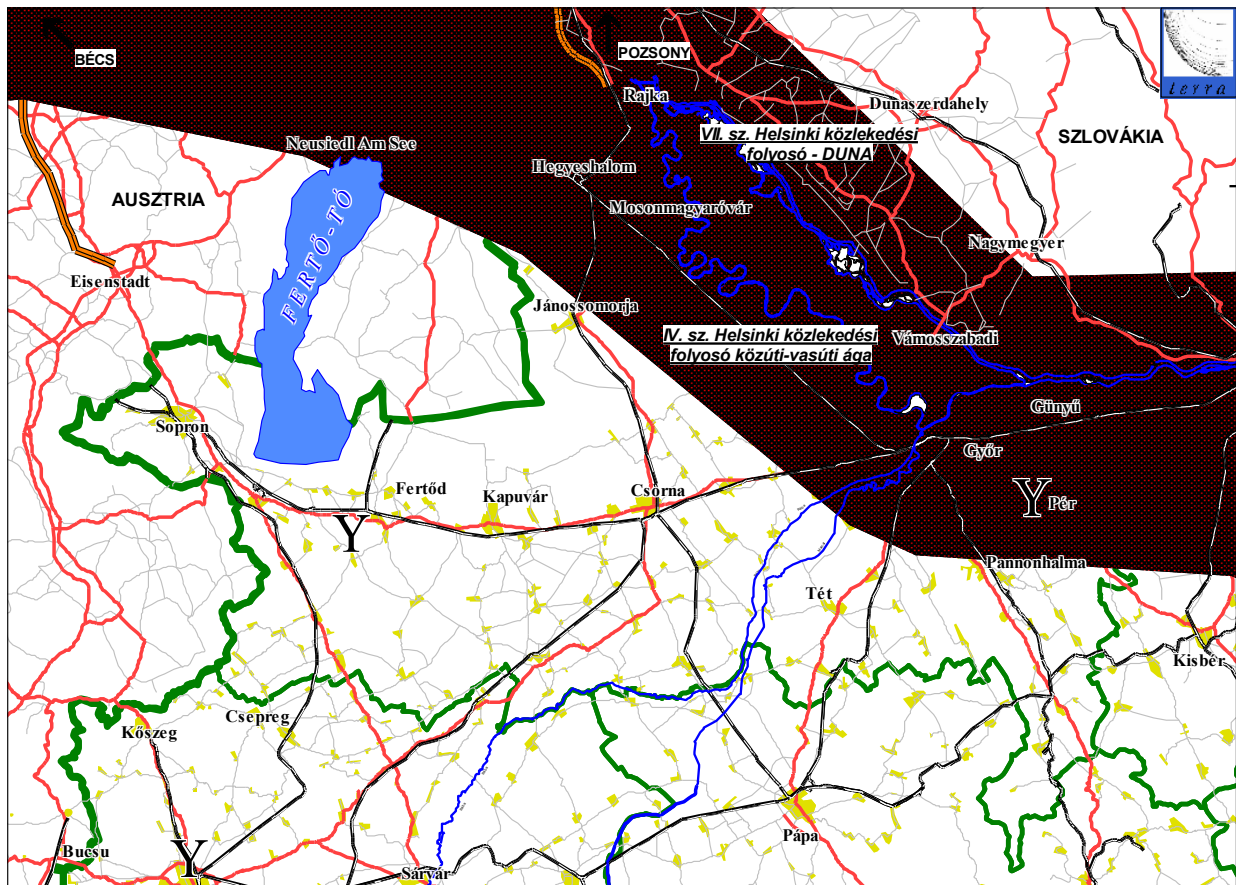 BÉCS
POZSONY
terra
Rajka
Dunaszerdahely
VII. sz. Helsinki közlekedési
folyosó - DUNA
SZLOVÁKIA
Neusiedl Am See
Hegyeshalom
AUSZTRIA
Mosonmagyaróvár
FERTŐ-TÓ
Nagymegyer
Eisenstadt
Jánossomorja
IV. sz. Helsinki közlekedési
folyosó közúti-vasúti ága
Vámosszabadi
Gönyű
Sopron
Győr
Fertőd
Kapuvár
Csorna
Y
Pér
Y
Pannonhalma
Tét
Kisbér
Csepreg
Kőszeg
Pápa
Bucsu
Y
Sárvár